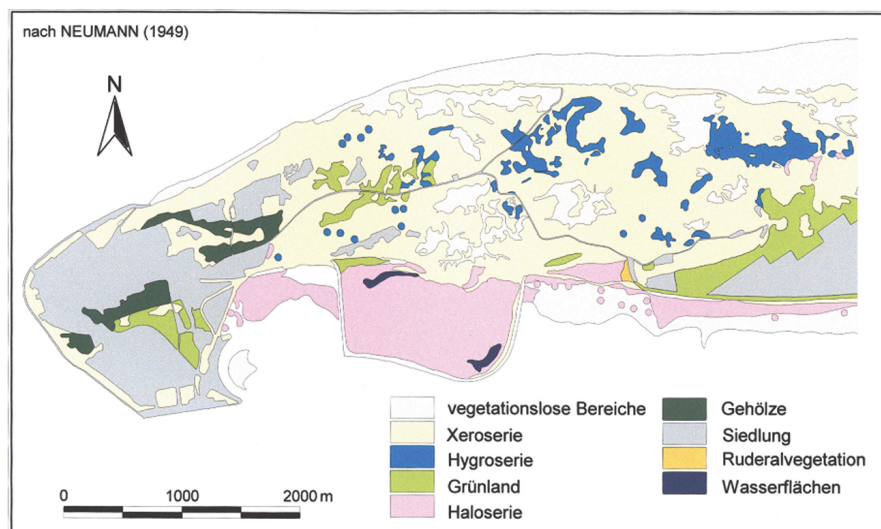 nach NEUMANN (1949)
N
vegetationslose Bereiche
Xeroserie
Hygroserie
Grünland
Haloserie
Gehölze
Siedlung
Ruderalvegetation
Wasserflächen
0 1000 2000 m